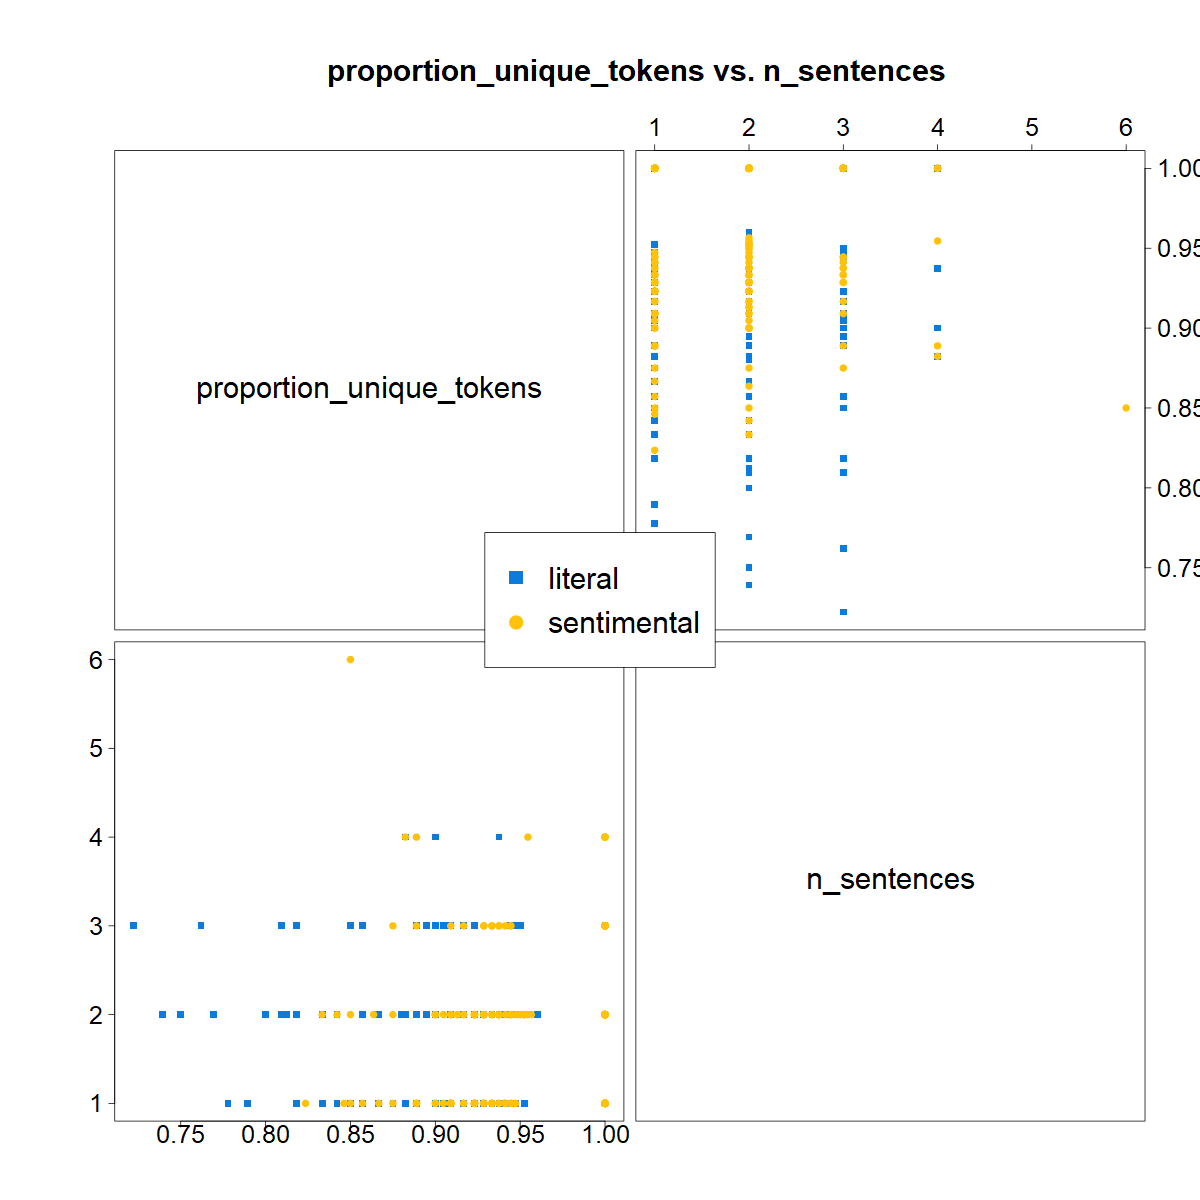 proportion_unique_tokens vs. n_sentences
1 2 3 4 5 6
1.00
0.95
0.90
proportion_unique_tokens
0.85
0.80
0.75
literal
sentimental
6
5
4
n_sentences
3
2
1
0.75 0.80 0.85 0.90 0.95 1.00